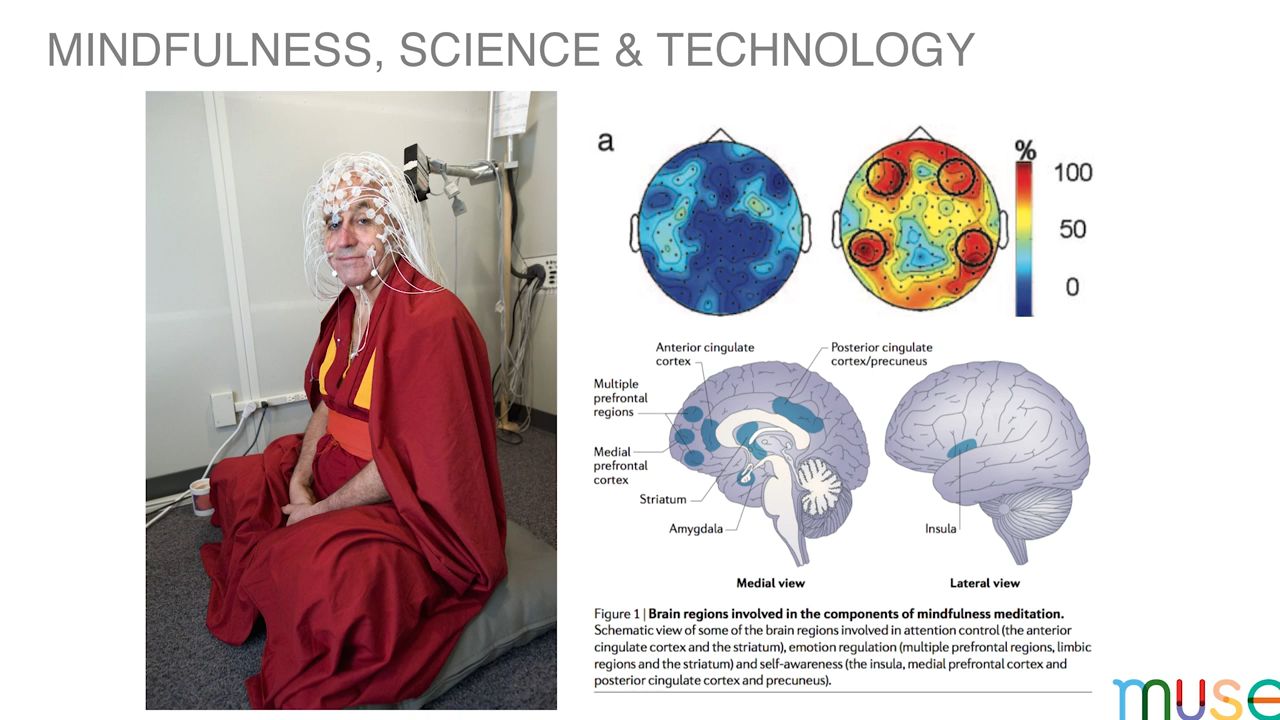 MINDFULNESS, SCIENCE & TECHNOLOGY
a
%
100
50
0
Anterior cingulate
cortex
Posterior cingulate
cortex/precuneus
Multiple
prefrontal
regions
Medial
prefrontal
cortex
Striatum
Amygdala
Insula
Medial view
Lateral view
Figure 1 | Brain regions involved in the components of mindfulness meditation.
Schematic view of some of the brain regions involved in attention control (the anterior
cingulate cortex and the striatum), emotion regulation (multiple prefrontal regions, limbic
regions and the striatum) and self-awareness (the insula, medial prefrontal cortex and
posterior cingulate cortex and precuneus).
muse